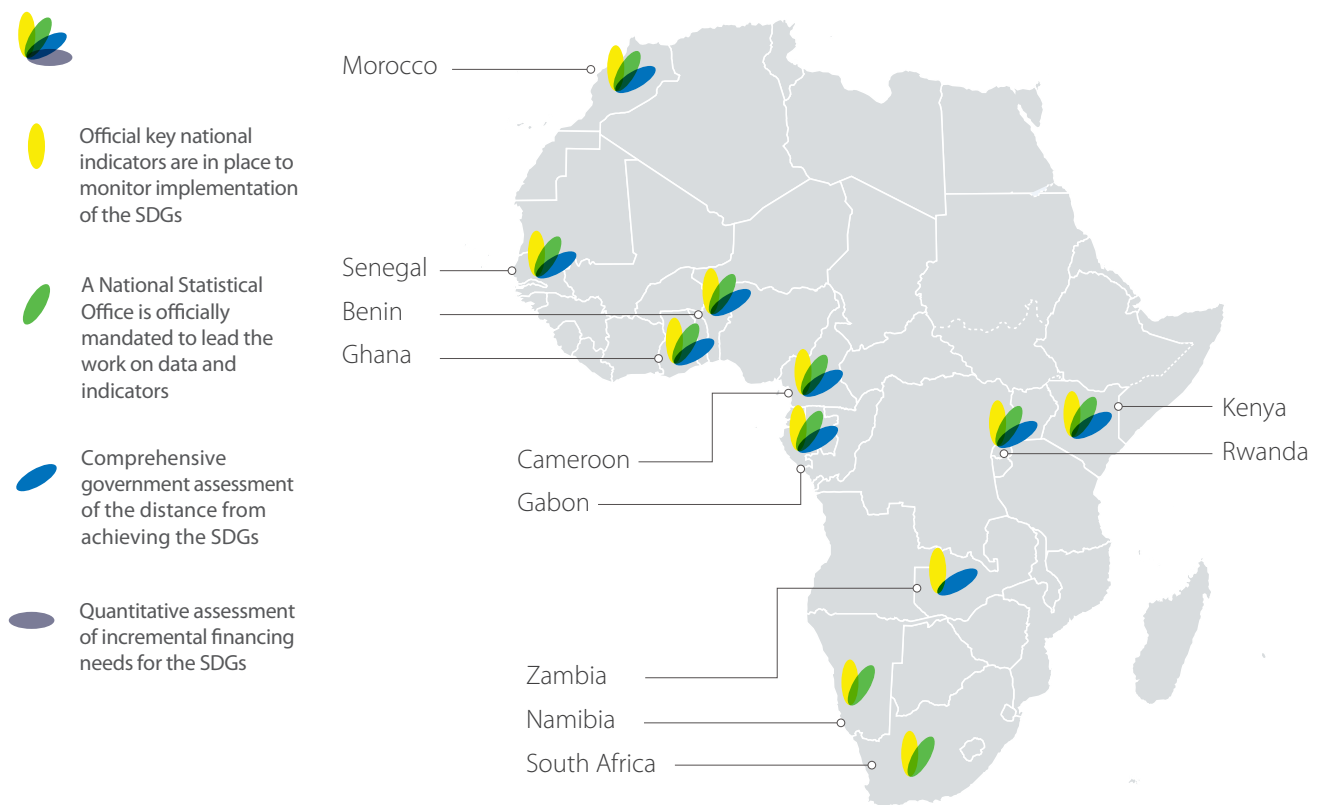 Official key national
indicators are in place to
monitor implementation
of the SDGs
A National Statistical
Office is officially
mandated to lead the
work on data and
indicators
Comprehensive
government assessment
of the distance from
achieving the SDGs
Quantitative assessment
of incremental financing
needs for the SDGs
Morocco
Senegal
Benin
Ghana
Cameroon
Gabon
Kenya
Rwanda
Zambia
Namibia
South Africa